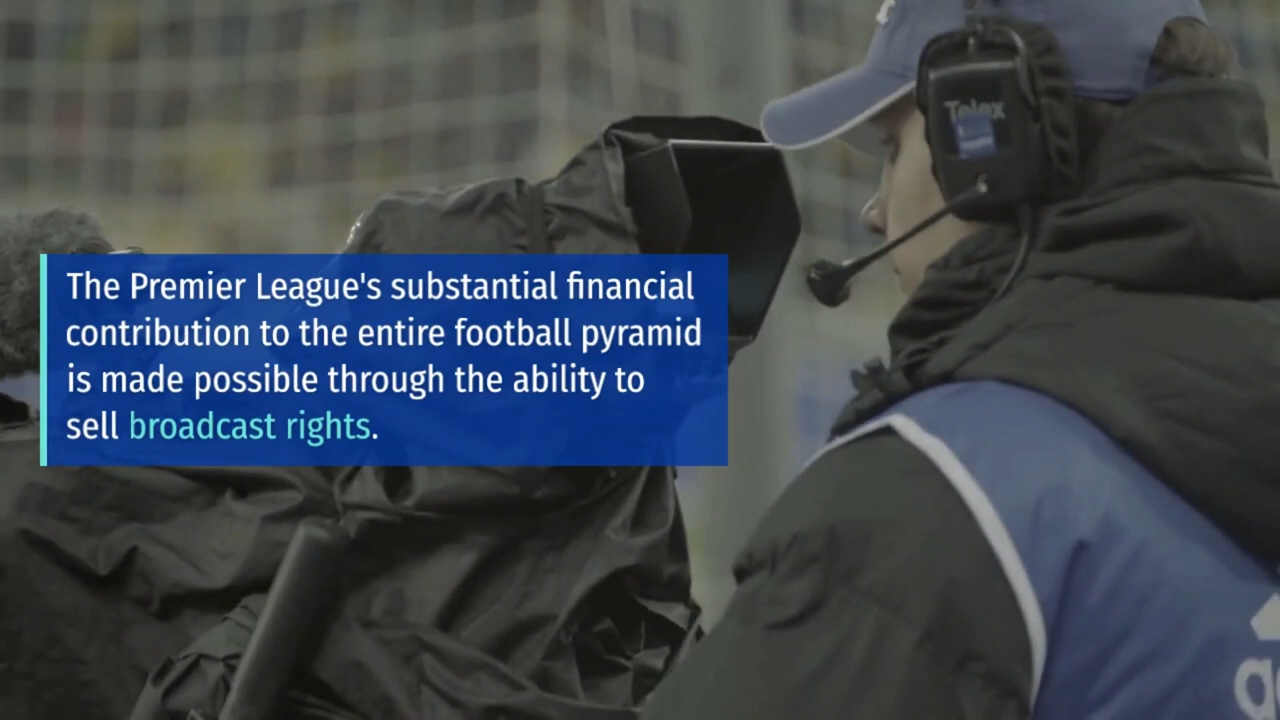 Telex
The Premier League's substantial financial
contribution to the entire football pyramid
is made possible through the ability to
sell broadcast rights.